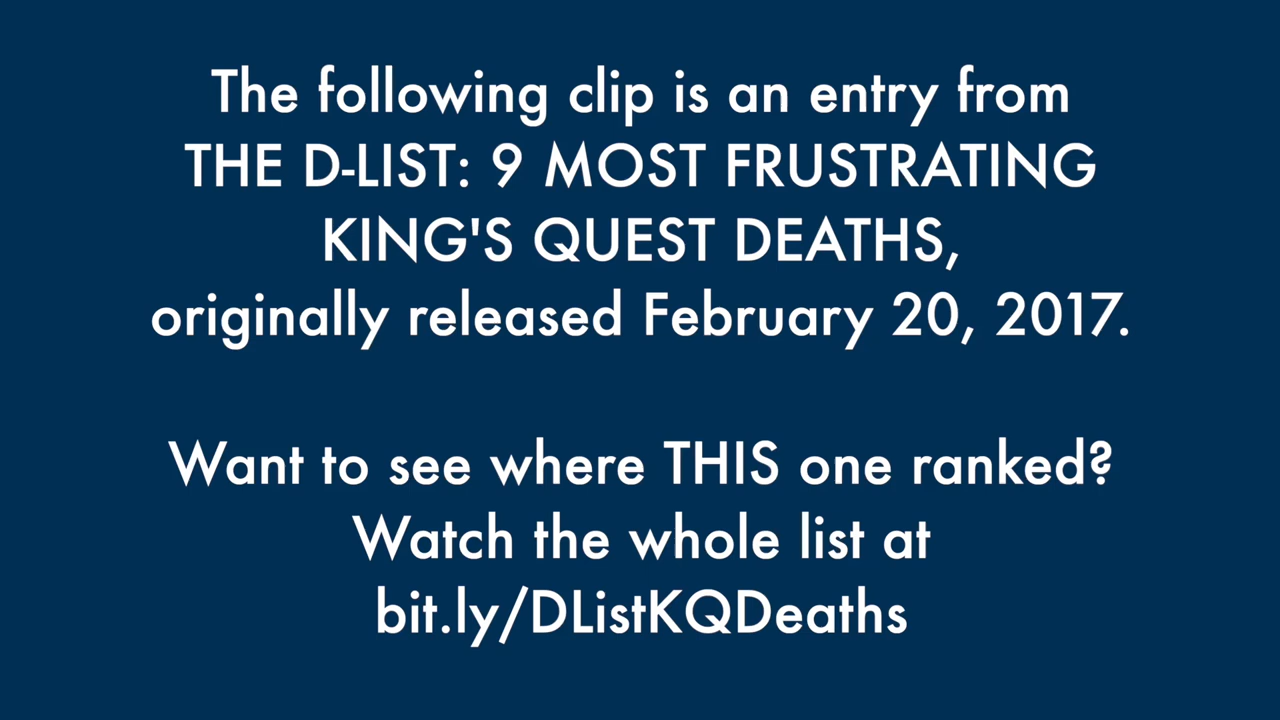 The following clip is an entry from
THE D-LIST: 9 MOST FRUSTRATING
KING'S QUEST DEATHS,
originally released February 20, 2017.
Want to see where THIS one ranked?
Watch the whole list at
bit.ly/DListKQDeaths